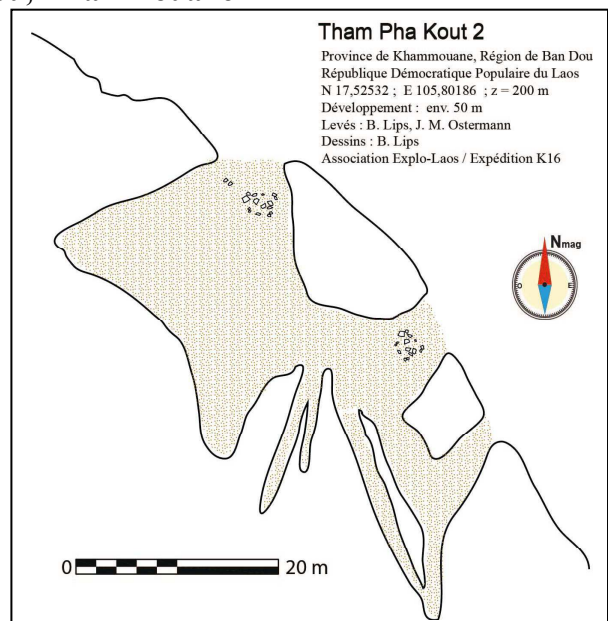 Tham Pha Kout 2
Province de Khammouane, Région de Ban Dou
République Démocratique Populaire du Laos
N 17,52532 ; E 105,80186 ; z = 200 m
Développement : env. 50 m
Levés : B. Lips, J. M. Ostermann
Dessins : B. Lips
Association Explo-Laos / Expédition K16
Nmag
O E
0 20 m